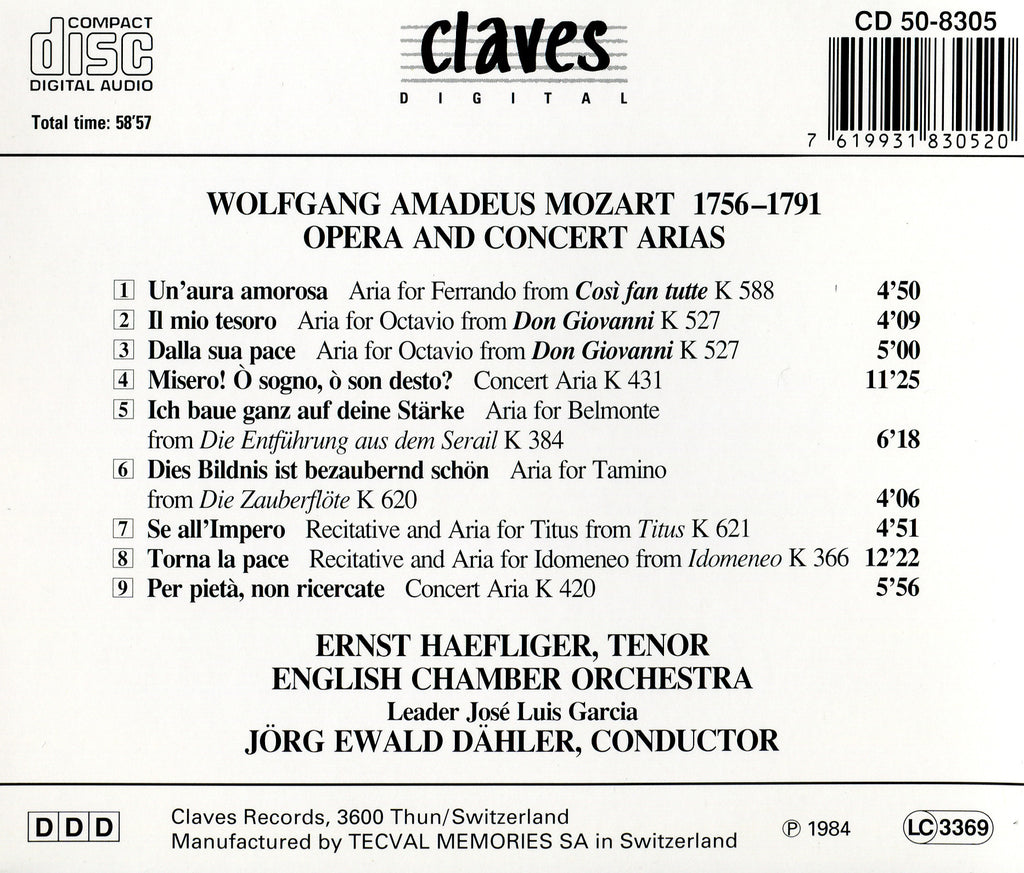 COMPACT
disc
DIGITAL AUDIO
Total time: 58'57
claves
DIGITAL
CD 50-8305
7 619931 830520
WOLFGANG AMADEUS MOZART 1756–1791
OPERA AND CONCERT ARIAS
1 Un'aura amorosa Aria for Ferrando from Così fan tutte K 588 4'50
2 Il mio tesoro Aria for Octavio from Don Giovanni K 527 4'09
3 Dalla sua pace Aria for Octavio from Don Giovanni K 527 5'00
4 Misero! Ò sogno, ò son desto? Concert Aria K 431 11'25
5 Ich baue ganz auf deine Stärke Aria for Belmonte
from Die Entführung aus dem Serail K 384 6'18
6 Dies Bildnis ist bezaubernd schön Aria for Tamino
from Die Zauberflöte K 620 4'06
7 Se all'Impero Recitative and Aria for Titus from Titus K 621 4'51
8 Torna la pace Recitative and Aria for Idomeneo from Idomeneo K 366 12'22
9 Per pietà, non ricercate Concert Aria K 420 5'56
ERNST HAEFLIGER, TENOR
ENGLISH CHAMBER ORCHESTRA
Leader José Luis Garcia
JÖRG EWALD DÄHLER, CONDUCTOR
DDD
Claves Records, 3600 Thun/Switzerland
Manufactured by TECVAL MEMORIES SA in Switzerland
℗ 1984
LC 3369